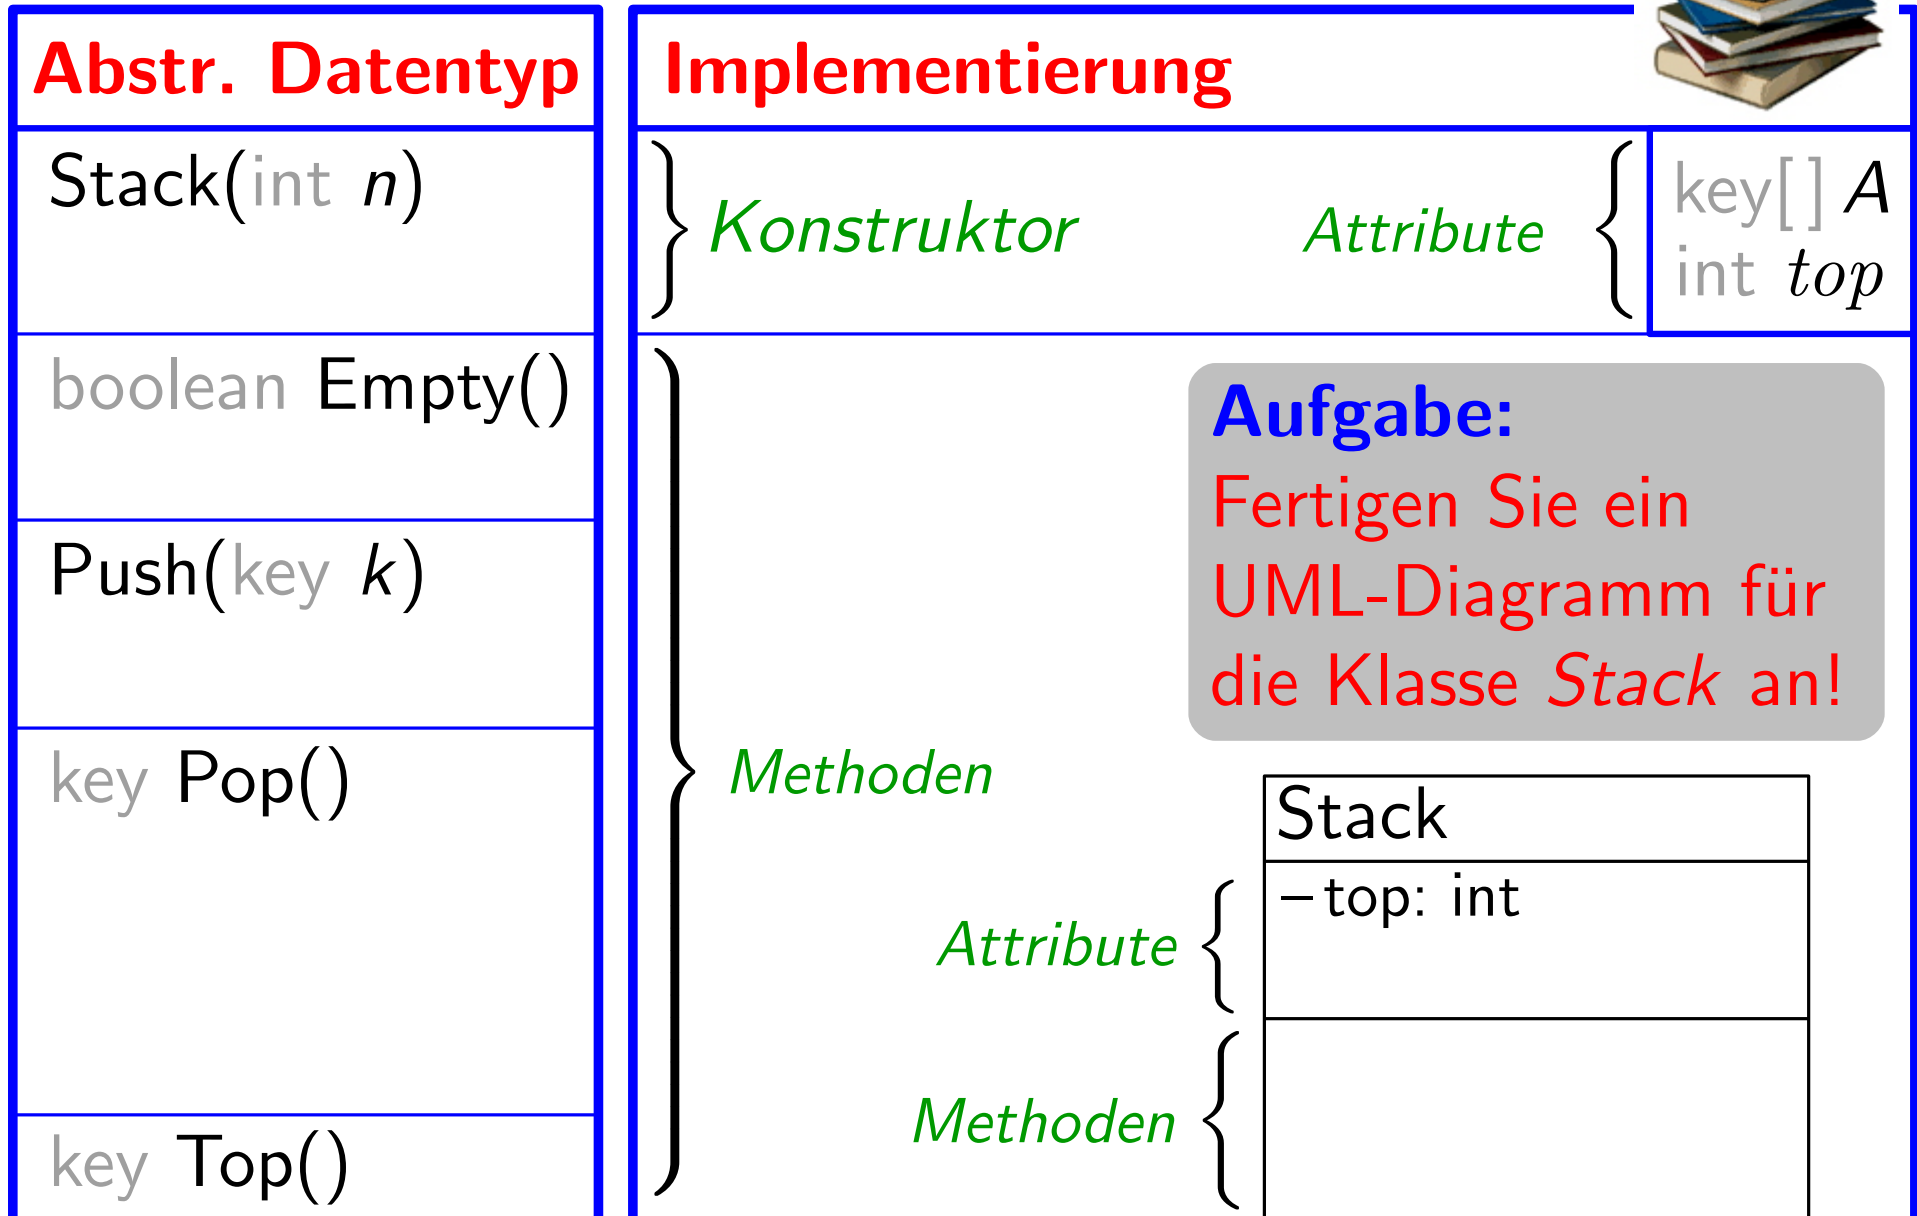 Abstr. Datentyp
Implementierung
Stack(int n)
Konstruktor
Attribute
key[] A
int top
boolean Empty()
Push(key k)
key Pop()
key Top()
Methoden
Aufgabe:
Fertigen Sie ein
UML-Diagramm für
die Klasse Stack an!
Stack
Attribute
–top: int
Methoden